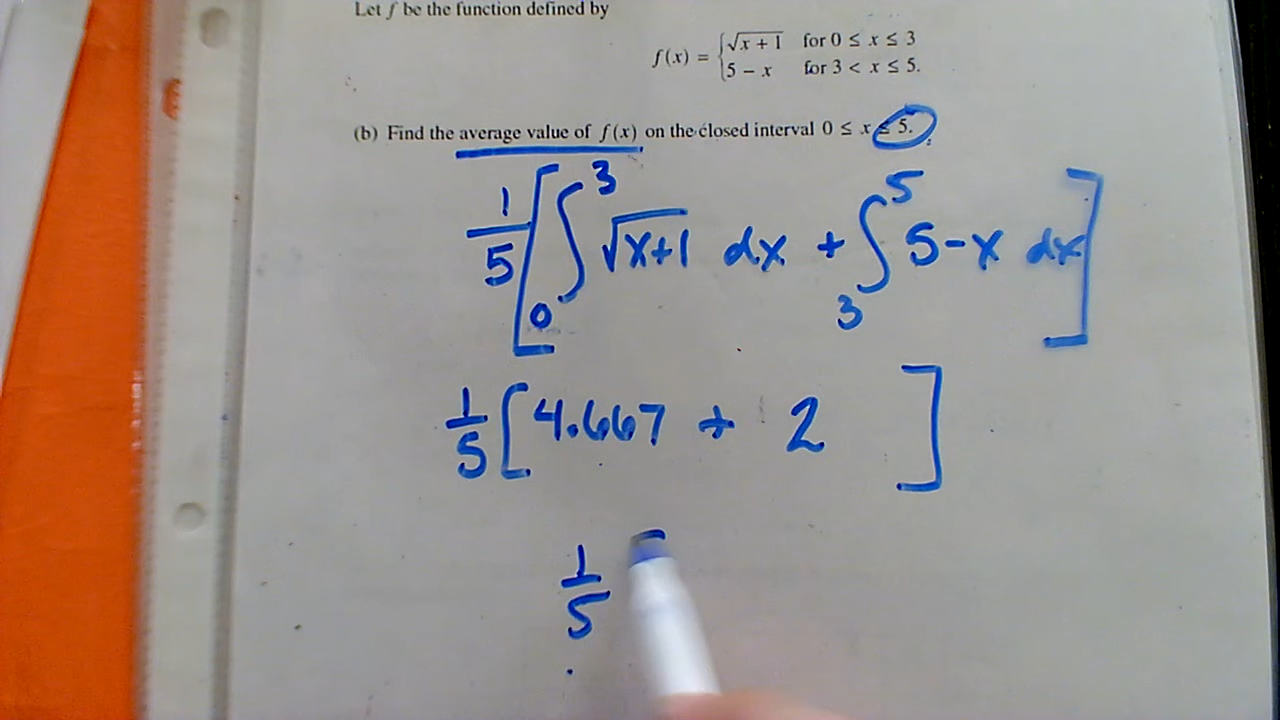 Let f be the function defined by
f(x) = { √x + 1 for 0 ≤ x ≤ 3
5 − x for 3 < x ≤ 5.
(b) Find the average value of f(x) on the closed interval 0 ≤ x ≤ 5.
1/5 [ ∫₀³ √x+1 dx + ∫₃⁵ 5-x dx ]
1/5 [ 4.667 + 2 ]
1/5